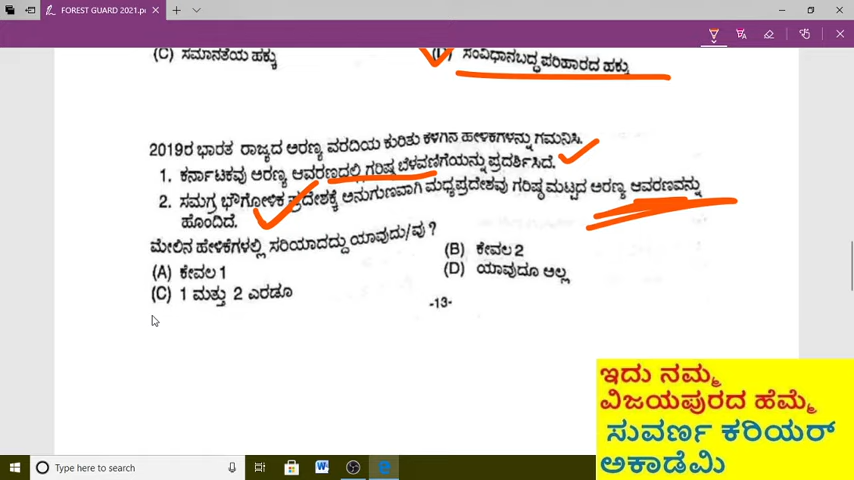 FOREST GUARD 2021.p
(C) ಸಮಾನತೆಯ ಹಕ್ಕು
(D) ಸಂವಿಧಾನಬದ್ಧ ಪರಿಹಾರದ ಹಕ್ಕು
2019ರ ಭಾರತ ರಾಜ್ಯದ ಅರಣ್ಯ ವರದಿಯ ಕುರಿತು ಕೆಳಗಿನ ಹೇಳಿಕೆಗಳನ್ನು ಗಮನಿಸಿ.
1. ಕರ್ನಾಟಕವು ಅರಣ್ಯ ಆವರಣದಲ್ಲಿ ಗರಿಷ್ಠ ಬೆಳವಣಿಗೆಯನ್ನು ಪ್ರದರ್ಶಿಸಿದೆ.
2. ಸಮಗ್ರ ಭೌಗೋಳಿಕ ಪ್ರದೇಶಕ್ಕೆ ಅನುಗುಣವಾಗಿ ಮಧ್ಯಪ್ರದೇಶವು ಗರಿಷ್ಠ ಮಟ್ಟದ ಅರಣ್ಯ ಆವರಣವನ್ನು
ಹೊಂದಿದೆ.
ಮೇಲಿನ ಹೇಳಿಕೆಗಳಲ್ಲಿ ಸರಿಯಾದದ್ದು ಯಾವುದು/ವು ?
(A) ಕೇವಲ 1
(B) ಕೇವಲ 2
(C) 1 ಮತ್ತು 2 ಎರಡೂ
(D) ಯಾವುದೂ ಅಲ್ಲ
-13-
ಇದು ನಮ್ಮ
ವಿಜಯಪುರದ ಹೆಮ್ಮೆ
ಸುವರ್ಣ ಕರಿಯರ್
ಅಕಾಡೆಮಿ
Type here to search